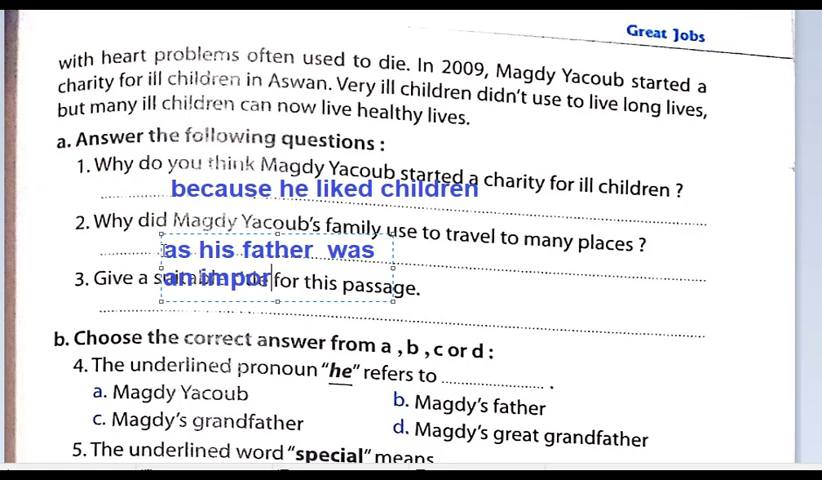 Great Jobs
with heart problems often used to die. In 2009, Magdy Yacoub started a
charity for ill children in Aswan. Very ill children didn't use to live long lives,
but many ill children can now live healthy lives.
a. Answer the following questions :
1. Why do you think Magdy Yacoub started a charity for ill children ?
because he liked children
2. Why did Magdy Yacoub's family use to travel to many places ?
as his father was
an impor
3. Give a suitable title for this passage.
b. Choose the correct answer from a , b , c or d :
4. The underlined pronoun "he" refers to .................... .
a. Magdy Yacoub
b. Magdy's father
c. Magdy's grandfather
d. Magdy's great grandfather
5. The underlined word "special" means